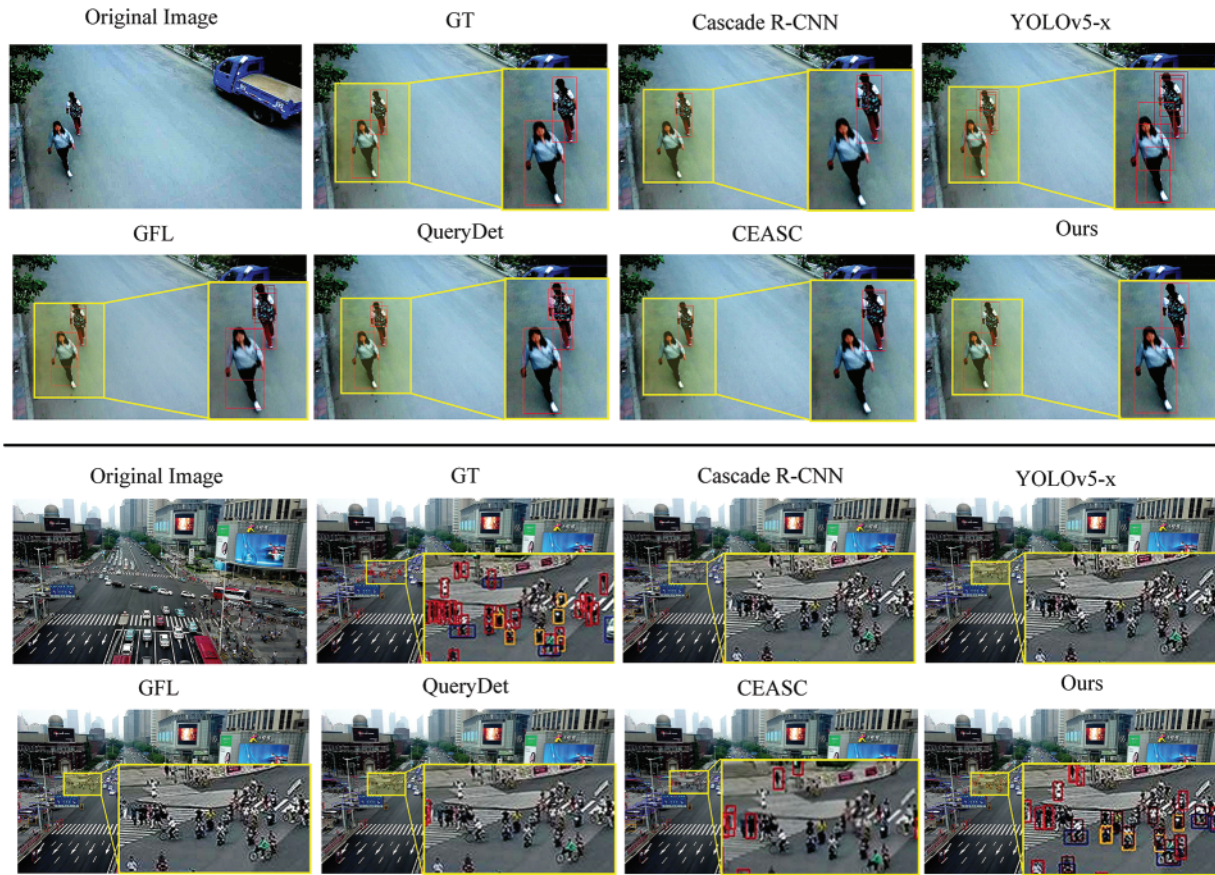 Original Image GT Cascade R-CNN YOLOv5-x
GFL QueryDet CEASC Ours
Original Image GT Cascade R-CNN YOLOv5-x
GFL QueryDet CEASC Ours